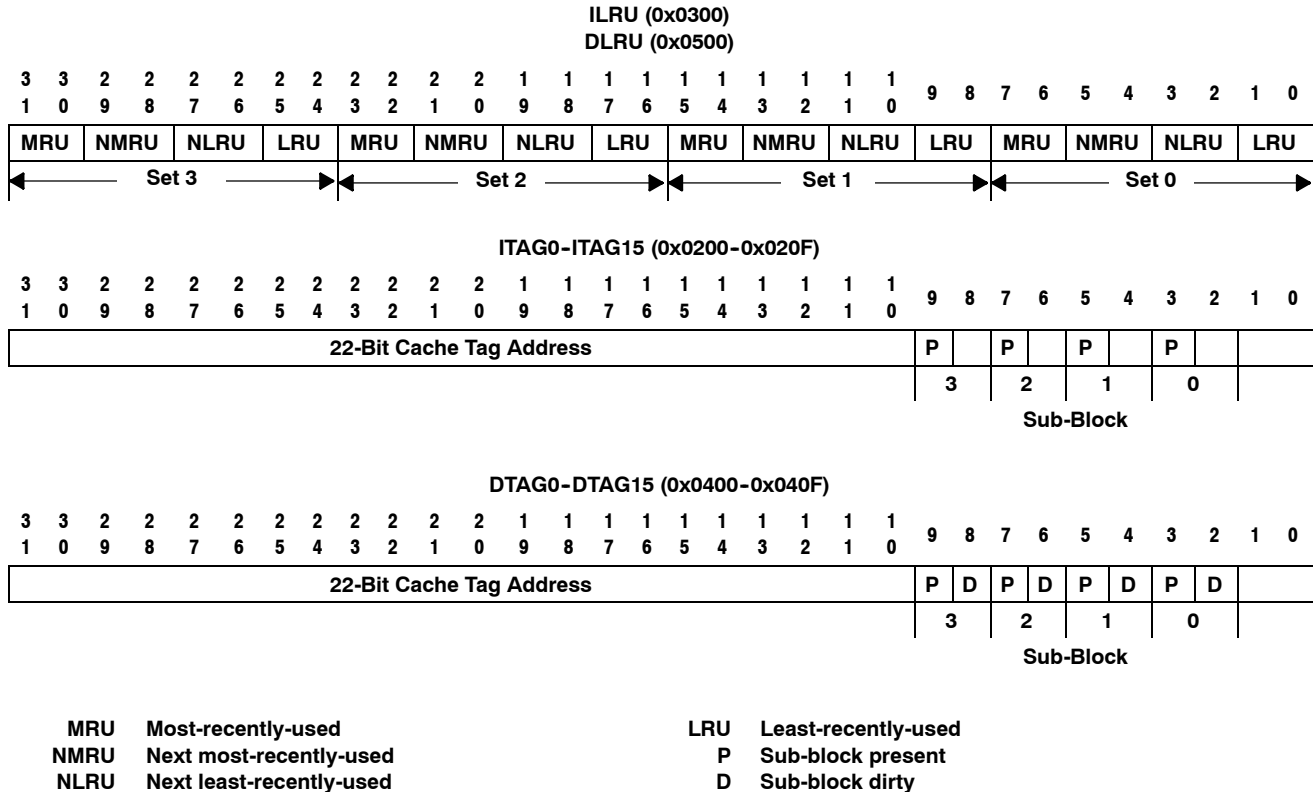 ILRU (0x0300)
DLRU (0x0500)
3 3 2 2 2 2 2 2 2 2 2 2 1 1 1 1 1 1 1 1 1 1 9 8 7 6 5 4 3 2 1 0
1 0 9 8 7 6 5 4 3 2 1 0 9 8 7 6 5 4 3 2 1 0
MRU NMRU NLRU LRU MRU NMRU NLRU LRU MRU NMRU NLRU LRU MRU NMRU NLRU LRU
Set 3 Set 2 Set 1 Set 0
ITAG0-ITAG15 (0x0200-0x020F)
3 3 2 2 2 2 2 2 2 2 2 2 1 1 1 1 1 1 1 1 1 1 9 8 7 6 5 4 3 2 1 0
1 0 9 8 7 6 5 4 3 2 1 0 9 8 7 6 5 4 3 2 1 0
22-Bit Cache Tag Address P P P P
3 2 1 0
Sub-Block
DTAG0-DTAG15 (0x0400-0x040F)
3 3 2 2 2 2 2 2 2 2 2 2 1 1 1 1 1 1 1 1 1 1 9 8 7 6 5 4 3 2 1 0
1 0 9 8 7 6 5 4 3 2 1 0 9 8 7 6 5 4 3 2 1 0
22-Bit Cache Tag Address P D P D P D P D
3 2 1 0
Sub-Block
MRU Most-recently-used LRU Least-recently-used
NMRU Next most-recently-used P Sub-block present
NLRU Next least-recently-used D Sub-block dirty